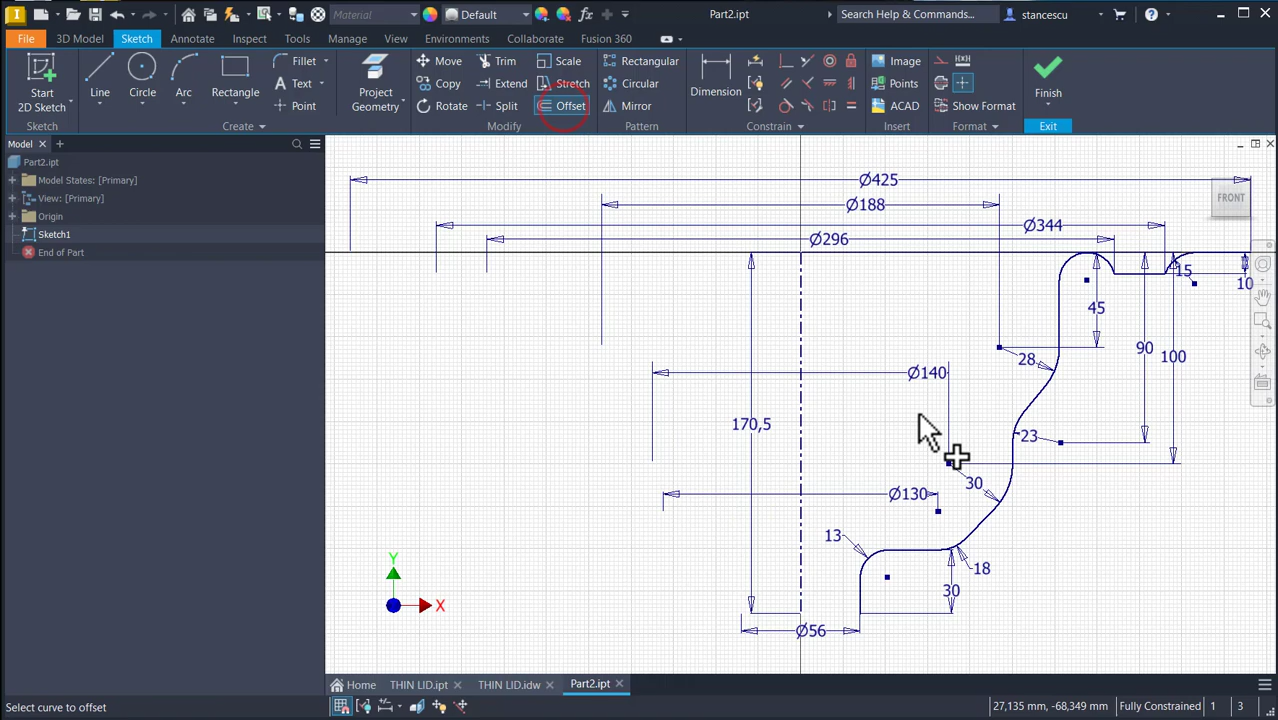 Material
Default
Part2.ipt
Search Help & Commands...
stancescu
File
3D Model
Sketch
Annotate
Inspect
Tools
Manage
View
Environments
Collaborate
Fusion 360
Start
2D Sketch
Line
Circle
Arc
Rectangle
Fillet
Text
Point
Project
Geometry
Move
Trim
Scale
Copy
Extend
Stretch
Rotate
Split
Offset
Rectangular
Circular
Mirror
Dimension
Image
Points
ACAD
Show Format
Finish
Sketch
Create
Modify
Pattern
Constrain
Insert
Format
Exit
Model
Part2.ipt
Model States: [Primary]
View: [Primary]
Origin
Sketch1
End of Part
FRONT
Ø425
Ø188
Ø344
Ø296
15
10
45
90
100
28
Ø140
170,5
23
30
Ø130
13
18
30
Ø56
Y
X
Home
THIN LID.ipt
THIN LID.idw
Part2.ipt
Select curve to offset
27,135 mm, -68,349 mm
Fully Constrained
1
3